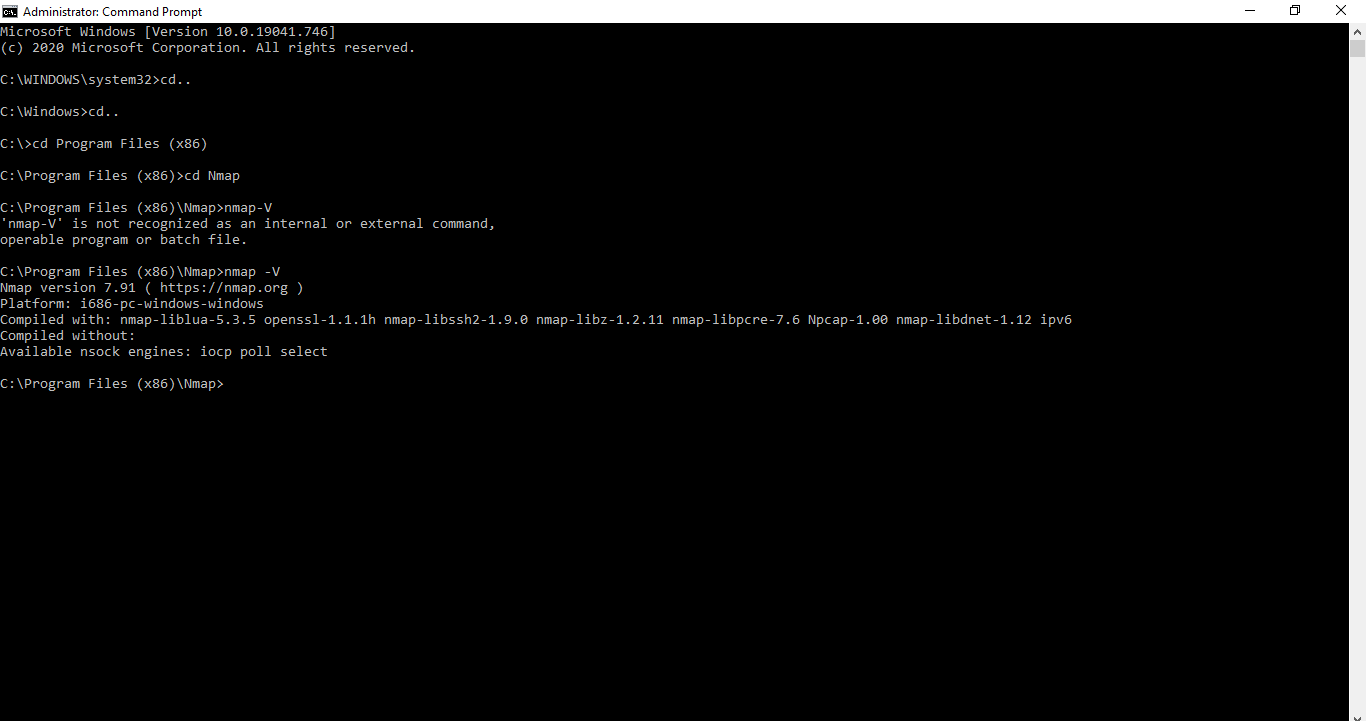 Administrator: Command Prompt
Microsoft Windows [Version 10.0.19041.746]
(c) 2020 Microsoft Corporation. All rights reserved.
C:\WINDOWS\system32>cd..
C:\Windows>cd..
C:\>cd Program Files (x86)
C:\Program Files (x86)>cd Nmap
C:\Program Files (x86)\Nmap>nmap-V
'nmap-V' is not recognized as an internal or external command,
operable program or batch file.
C:\Program Files (x86)\Nmap>nmap -V
Nmap version 7.91 ( https://nmap.org )
Platform: i686-pc-windows-windows
Compiled with: nmap-liblua-5.3.5 openssl-1.1.1h nmap-libssh2-1.9.0 nmap-libz-1.2.11 nmap-libpcre-7.6 Npcap-1.00 nmap-libdnet-1.12 ipv6
Compiled without:
Available nsock engines: iocp poll select
C:\Program Files (x86)\Nmap>